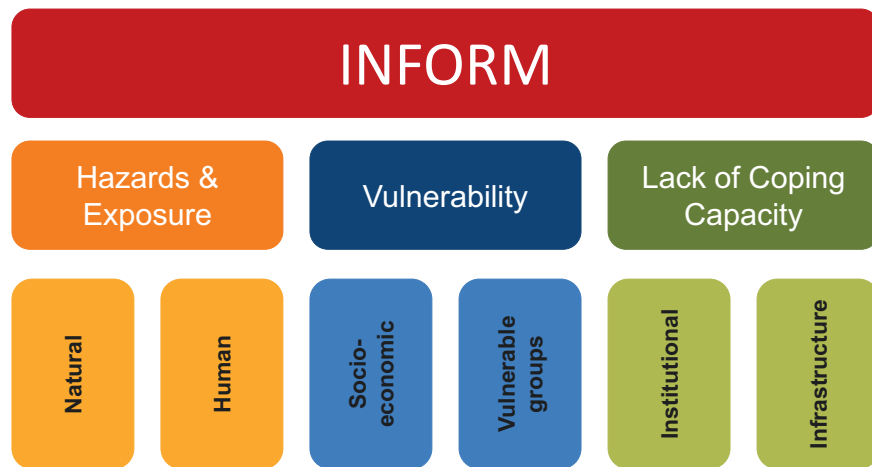 INFORM
Hazards &
Exposure
Vulnerability
Lack of Coping
Capacity
Natural
Human
Socio-
economic
Vulnerable
groups
Institutional
Infrastructure